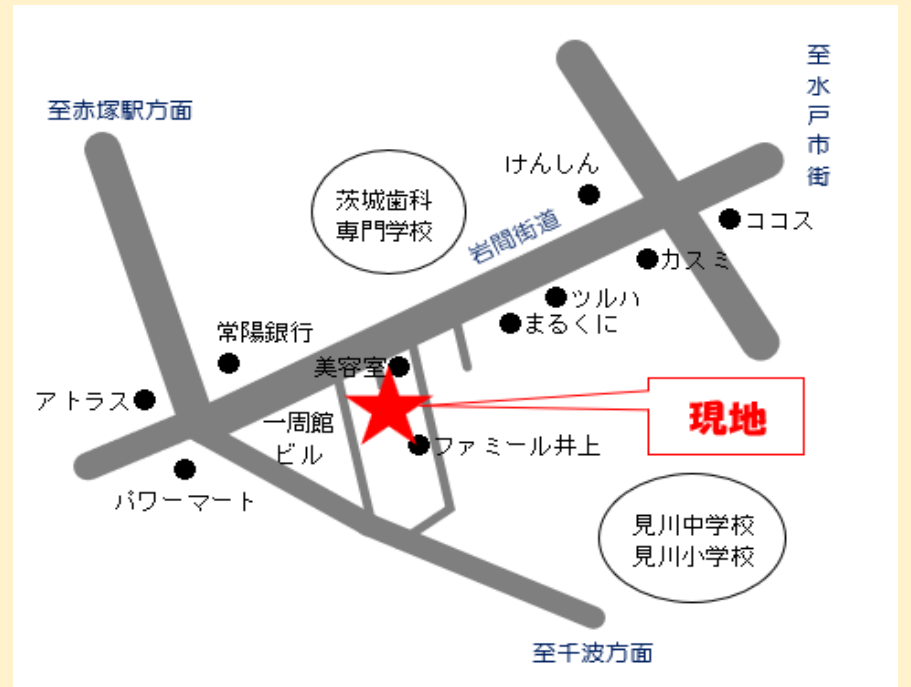 至水戸市街
至赤塚駅方面
けんしん
茨城歯科
専門学校
岩間街道
ココス
カスミ
ツルハ
まるくに
常陽銀行
美容室
アトラス
現地
一周館
ビル
ファミール井上
パワーマート
見川中学校
見川小学校
至千波方面